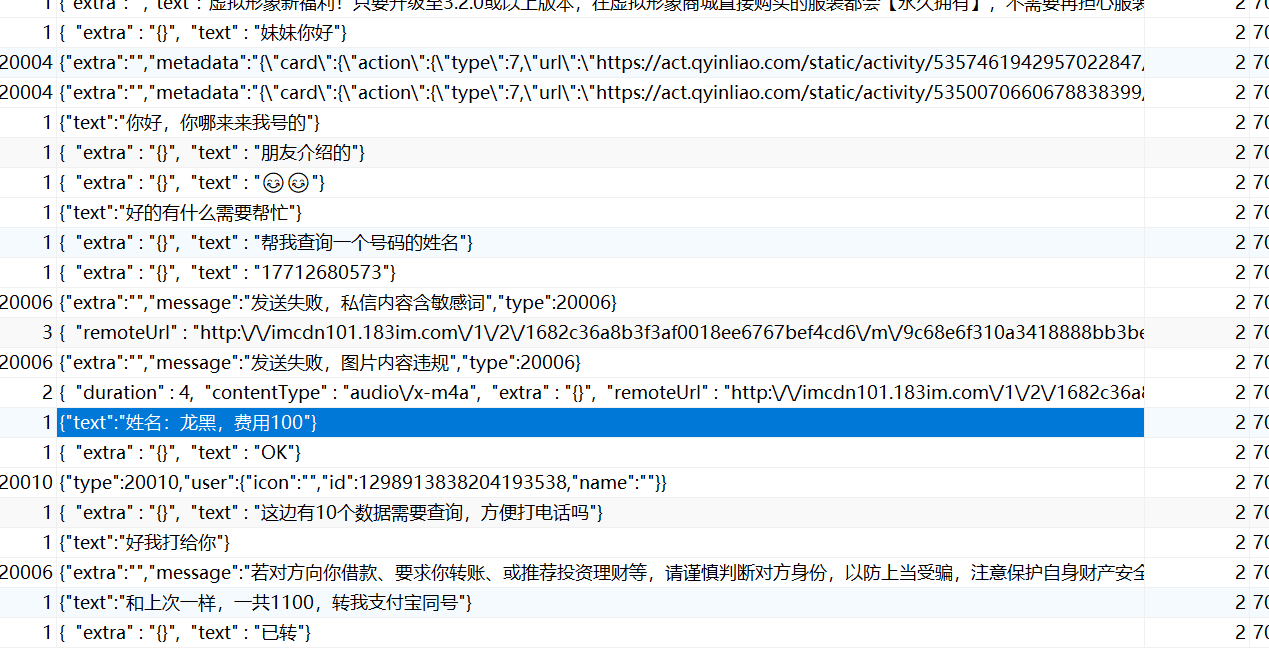 1 { "extra" : "", "text" : 虚拟形象新福利！只要升级至3.2.0或以上版本，在虚拟形象商城直接购买的服装都会【永久拥有】，不需要再担心服装 2 70
1 { "extra" : "{}", "text" : "妹妹你好"} 2 70
20004 {"extra":"","metadata":"{\"card\":{\"action\":{\"type\":7,\"url\":\"https://act.qyinliao.com/static/activity/5357461942957022847, 2 70
20004 {"extra":"","metadata":"{\"card\":{\"action\":{\"type\":7,\"url\":\"https://act.qyinliao.com/static/activity/5350070660678838399, 2 70
1 {"text":"你好，你哪来来我号的"} 2 70
1 { "extra" : "{}", "text" : "朋友介绍的"} 2 70
1 { "extra" : "{}", "text" : "😊😊"} 2 70
1 {"text":"好的有什么需要帮忙"} 2 70
1 { "extra" : "{}", "text" : "帮我查询一个号码的姓名"} 2 70
1 { "extra" : "{}", "text" : "17712680573"} 2 70
20006 {"extra":"","message":"发送失败，私信内容含敏感词","type":20006} 2 70
3 { "remoteUrl" : "http:\/\/imcdn101.183im.com\/1\/2\/1682c36a8b3f3af0018ee6767bef4cd6\/m\/9c68e6f310a3418888bb3be 2 70
20006 {"extra":"","message":"发送失败，图片内容违规","type":20006} 2 70
2 { "duration" : 4, "contentType" : "audio\/x-m4a", "extra" : "{}", "remoteUrl" : "http:\/\/imcdn101.183im.com\/1\/2\/1682c36a8 2 70
1 {"text":"姓名：龙黑，费用100"} 2 70
1 { "extra" : "{}", "text" : "OK"} 2 70
20010 {"type":20010,"user":{"icon":"","id":1298913838204193538,"name":""}} 2 70
1 { "extra" : "{}", "text" : "这边有10个数据需要查询，方便打电话吗"} 2 70
1 {"text":"好我打给你"} 2 70
20006 {"extra":"","message":"若对方向你借款、要求你转账、或推荐投资理财等，请谨慎判断对方身份，以防上当受骗，注意保护自身财产安全 2 70
1 {"text":"和上次一样，一共1100，转我支付宝同号"} 2 70
1 { "extra" : "{}", "text" : "已转"} 2 70